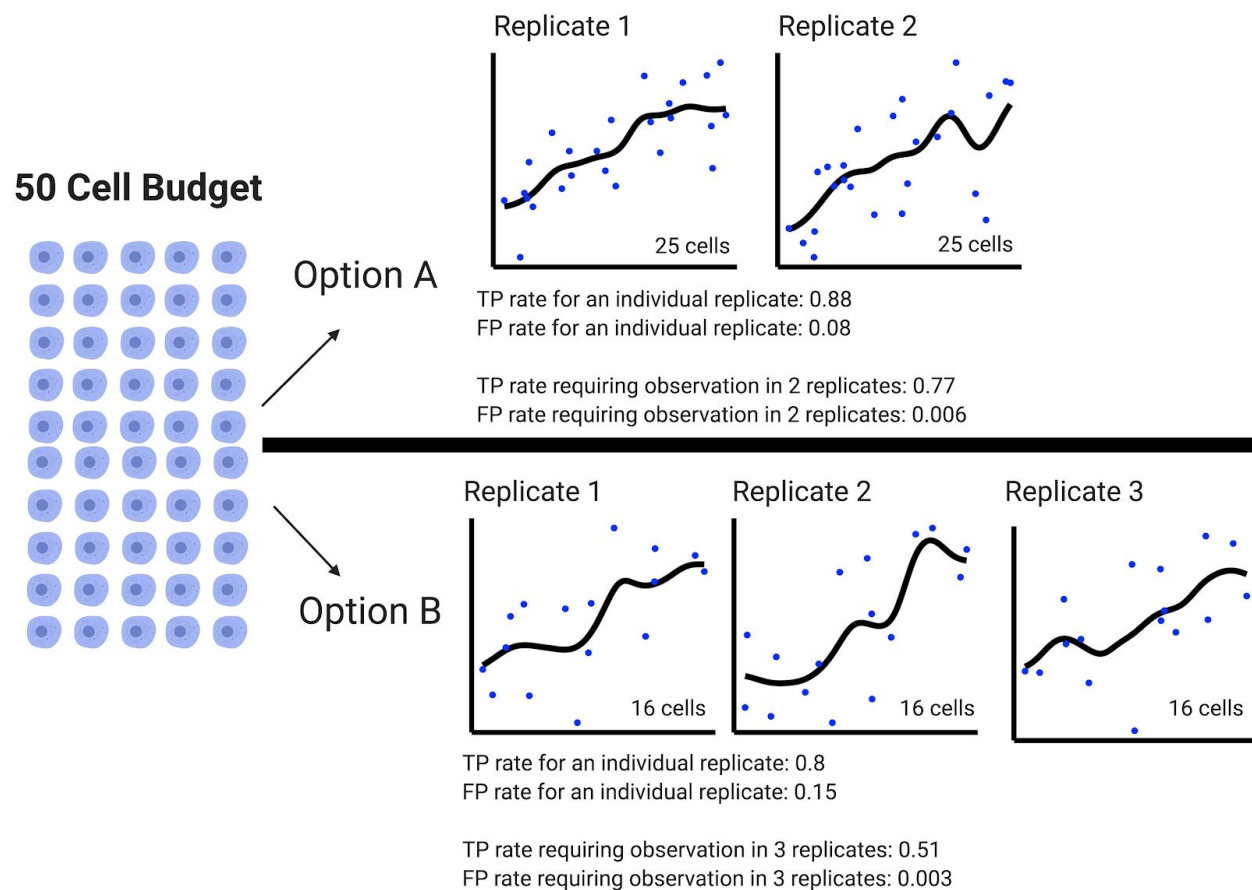 50 Cell Budget
Option A
Replicate 1
25 cells
Replicate 2
25 cells
TP rate for an individual replicate: 0.88
FP rate for an individual replicate: 0.08
TP rate requiring observation in 2 replicates: 0.77
FP rate requiring observation in 2 replicates: 0.006
Option B
Replicate 1
16 cells
Replicate 2
16 cells
Replicate 3
16 cells
TP rate for an individual replicate: 0.8
FP rate for an individual replicate: 0.15
TP rate requiring observation in 3 replicates: 0.51
FP rate requiring observation in 3 replicates: 0.003